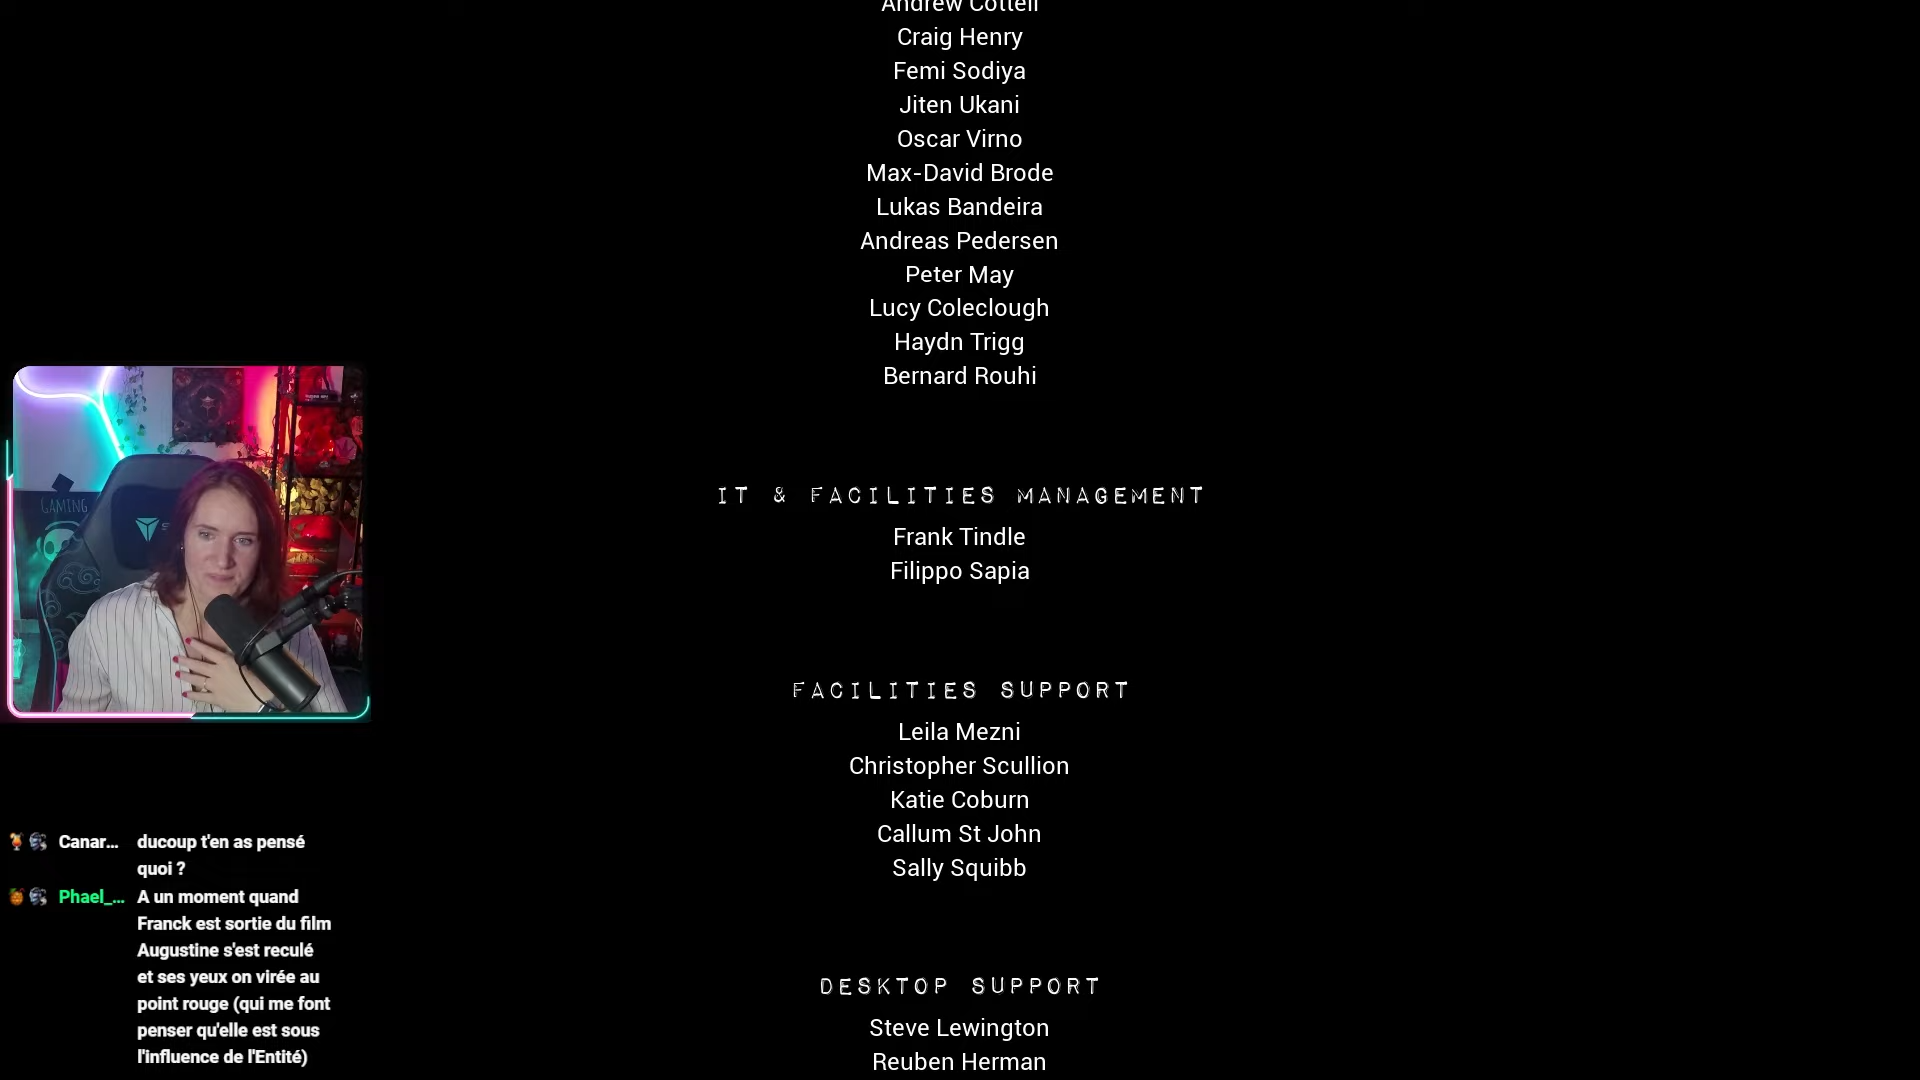 Andrew Cottell
Craig Henry
Femi Sodiya
Jiten Ukani
Oscar Virno
Max-David Brode
Lukas Bandeira
Andreas Pedersen
Peter May
Lucy Coleclough
Haydn Trigg
Bernard Rouhi
IT & FACILITIES MANAGEMENT
Frank Tindle
Filippo Sapia
FACILITIES SUPPORT
Leila Mezni
Christopher Scullion
Katie Coburn
Callum St John
Sally Squibb
DESKTOP SUPPORT
Steve Lewington
Reuben Herman
GAMING
Canar... ducoup t'en as pensé
quoi ?
Phael_... A un moment quand
Franck est sortie du film
Augustine s'est reculé
et ses yeux on virée au
point rouge (qui me font
penser qu'elle est sous
l'influence de l'Entité)